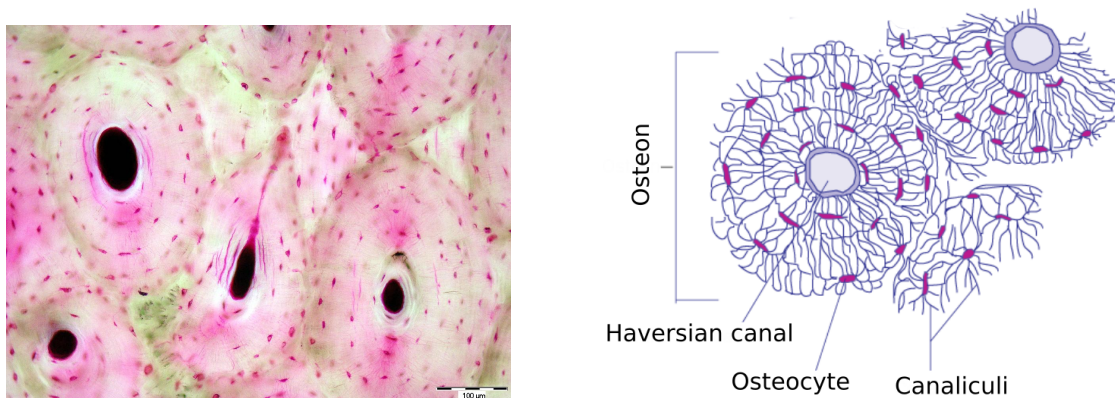 Osteon
Haversian canal
Osteocyte
Canaliculi
100 µm